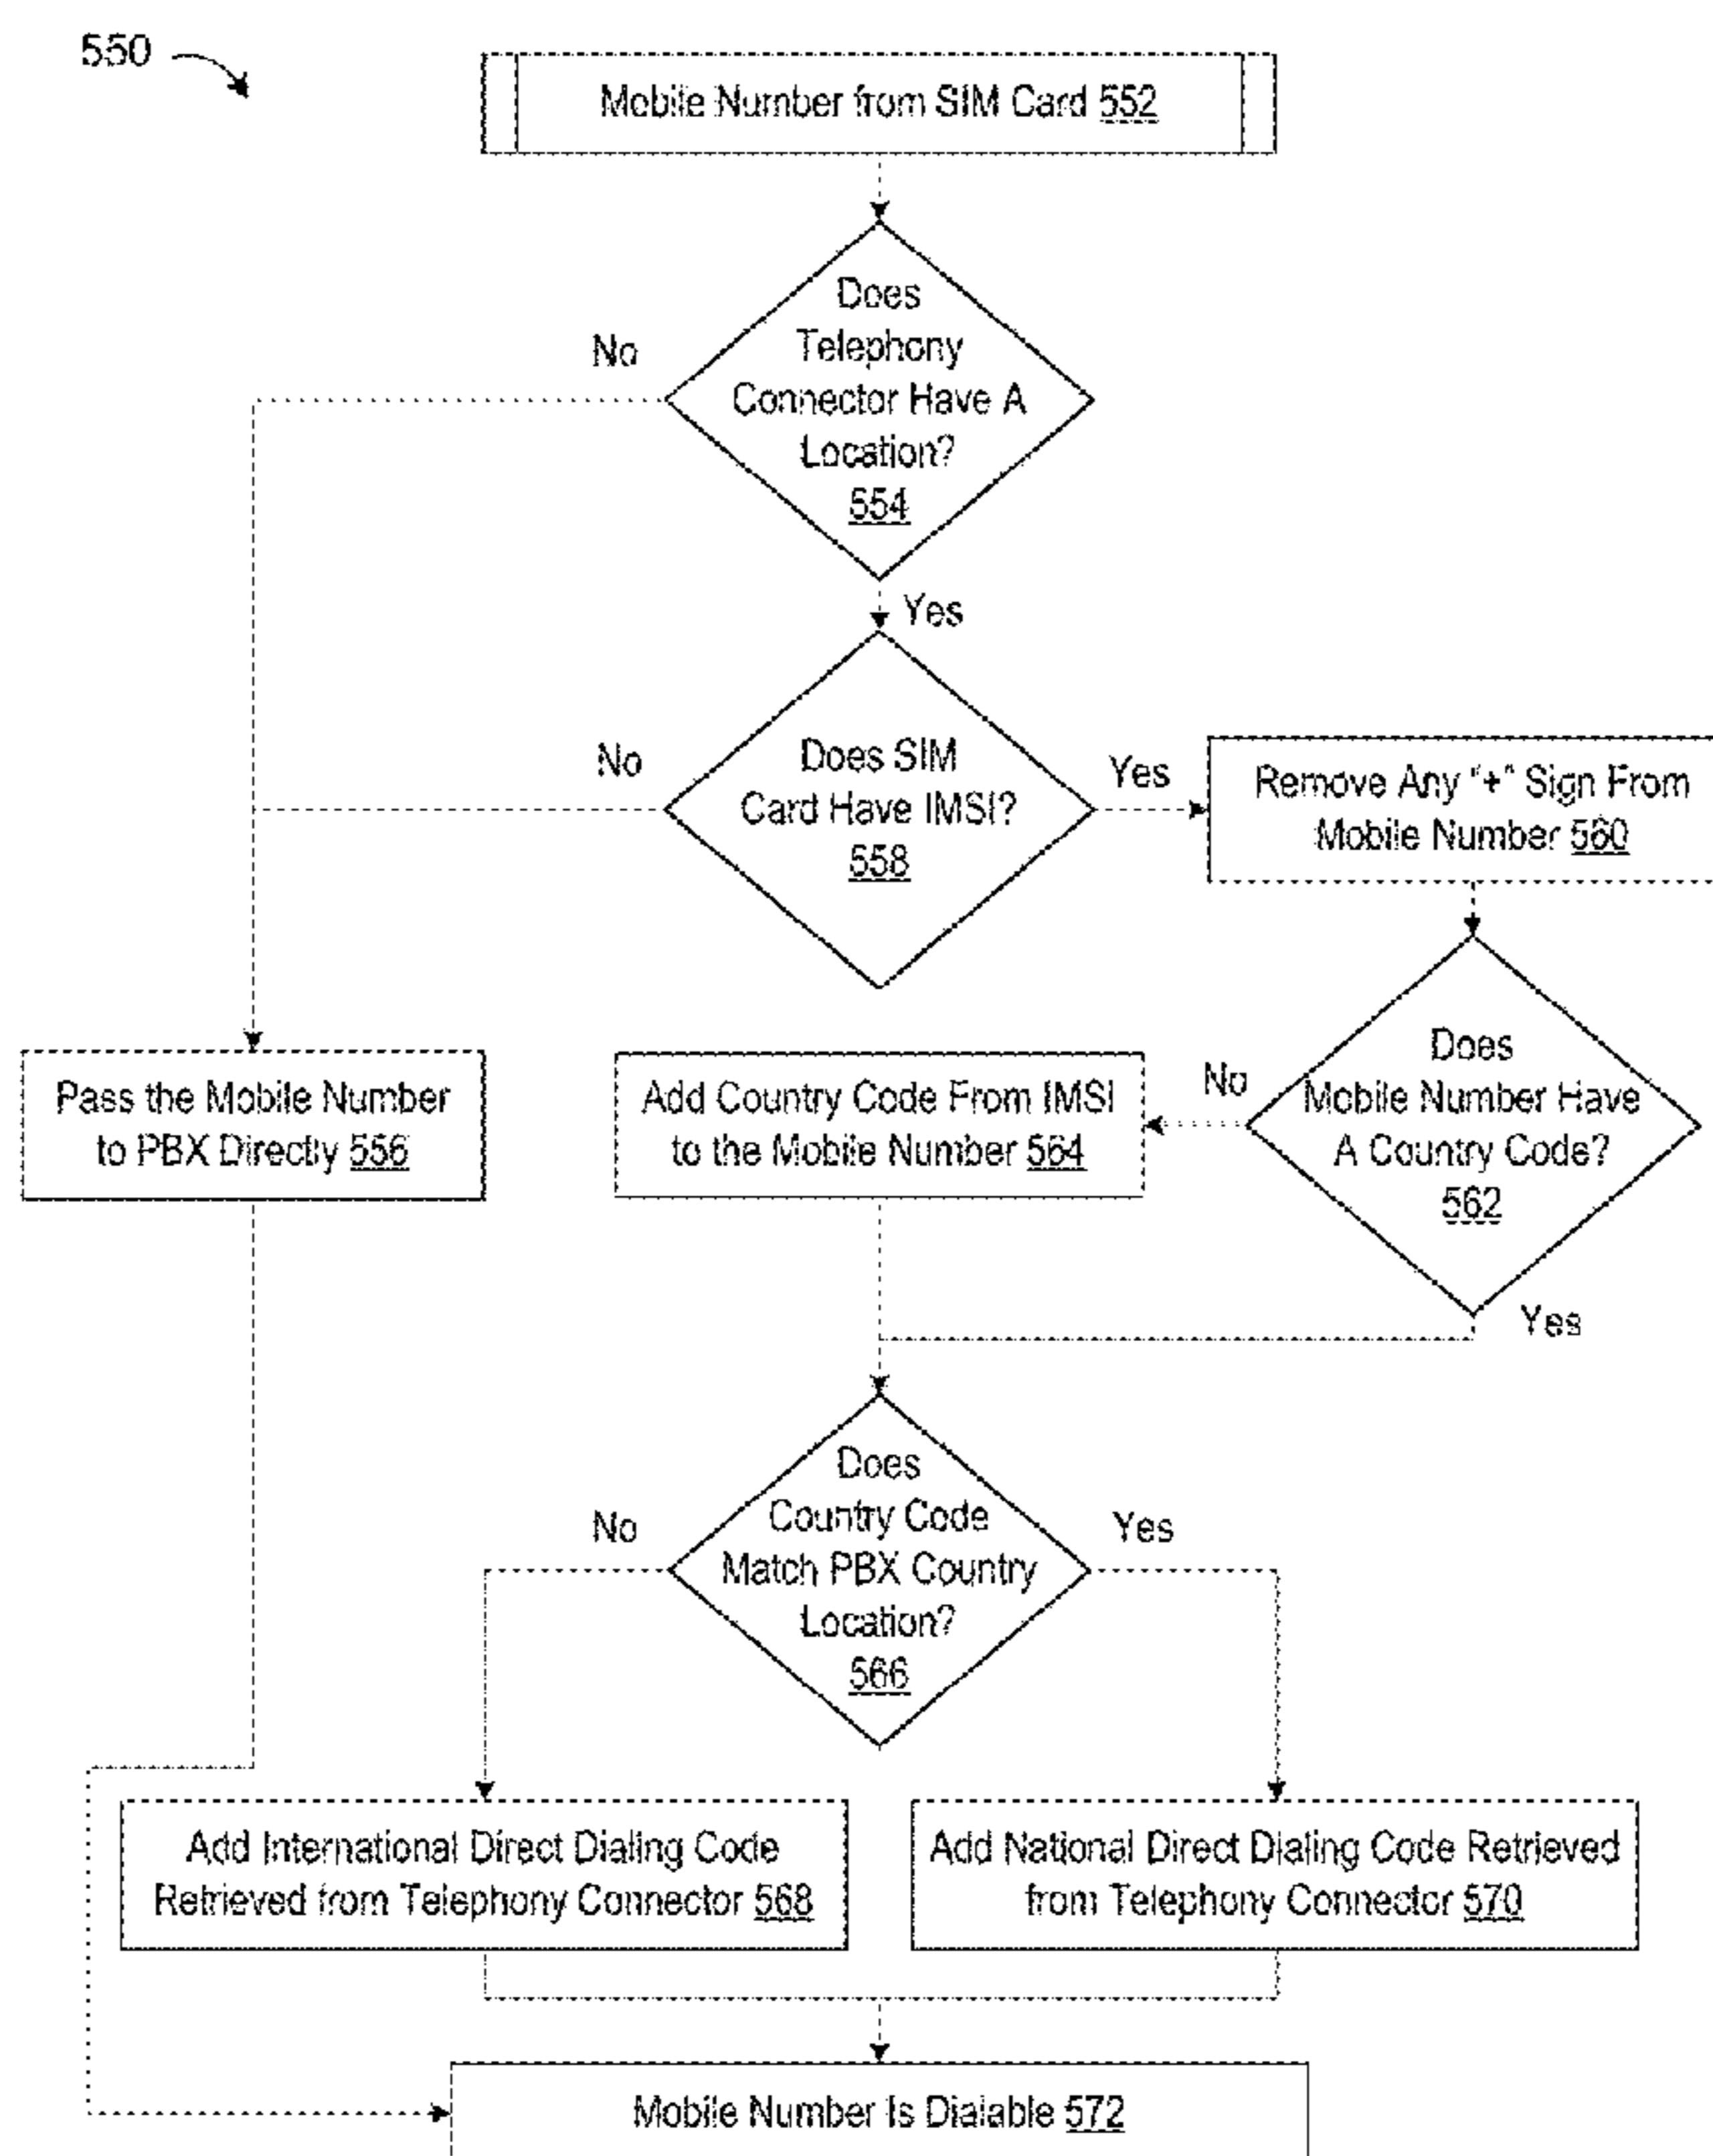 550
Mobile Number from SIM Card 552
Does
Telephony
Connector Have A
Location?
554
No
Yes
Does SIM
Card Have IMSI?
558
No
Yes
Remove Any "+" Sign From
Mobile Number 560
Does
Mobile Number Have
A Country Code?
562
No
Yes
Pass the Mobile Number
to PBX Directly 556
Add Country Code From IMSI
to the Mobile Number 564
Does
Country Code
Match PBX Country
Location?
566
No
Yes
Add International Direct Dialing Code
Retrieved from Telephony Connector 568
Add National Direct Dialing Code Retrieved
from Telephony Connector 570
Mobile Number Is Dialable 572